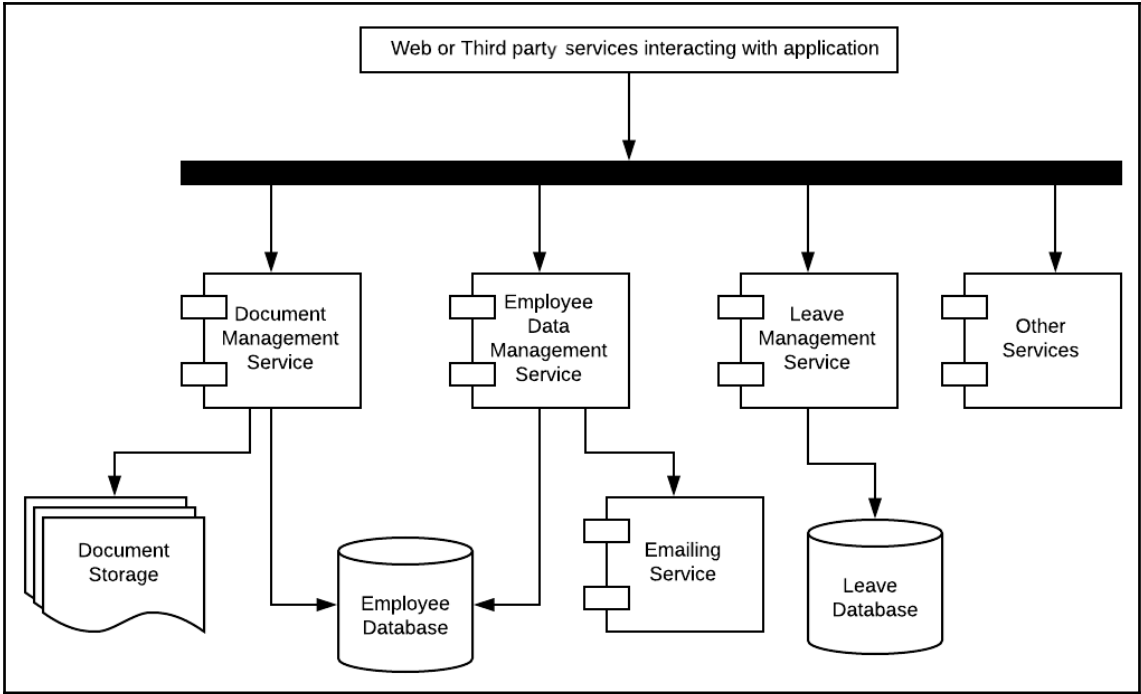 Web or Third party services interacting with application
Document
Management
Service
Employee
Data
Management
Service
Leave
Management
Service
Other
Services
Document
Storage
Employee
Database
Emailing
Service
Leave
Database